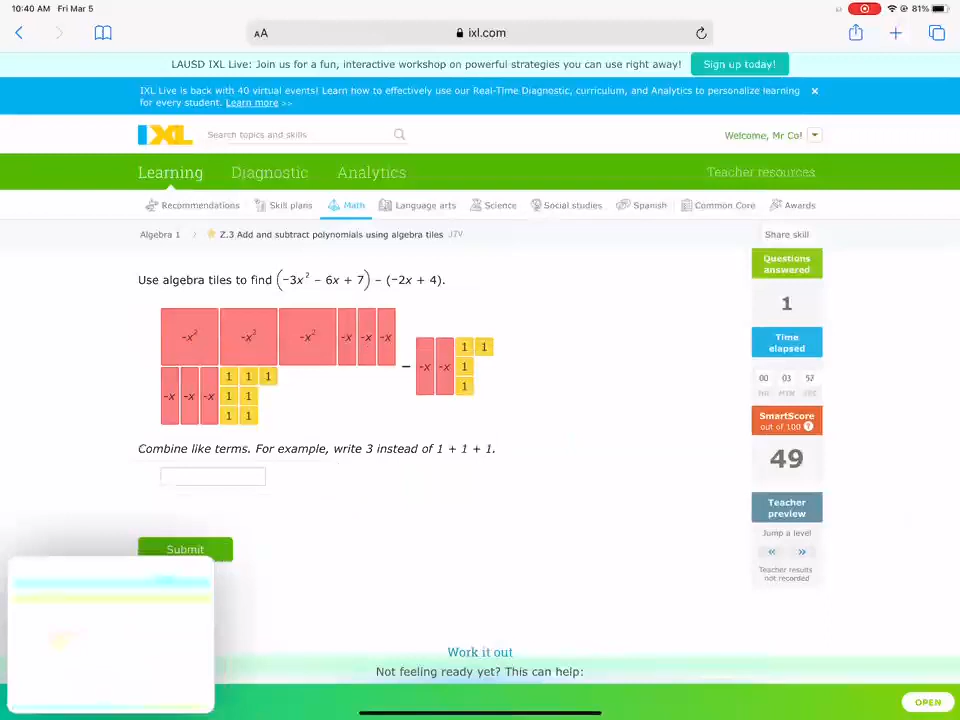 10:40 AM Fri Mar 5
81%
AA
ixl.com
LAUSD IXL Live: Join us for a fun, interactive workshop on powerful strategies you can use right away!
Sign up today!
IXL Live is back with 40 virtual events! Learn how to effectively use our Real-Time Diagnostic, curriculum, and Analytics to personalize learning
for every student. Learn more >>
IXL
Search topics and skills
Welcome, Mr Co!
Learning Diagnostic Analytics
Teacher resources
Recommendations Skill plans Math Language arts Science Social studies Spanish Common Core Awards
Algebra 1 Z.3 Add and subtract polynomials using algebra tiles J7V
Share skill
Questions
answered
1
Time
elapsed
00 03 57
HR MIN SEC
SmartScore
out of 100 ?
49
Teacher
preview
Jump a level
<< >>
Teacher results
not recorded
Use algebra tiles to find (−3x² − 6x + 7) − (−2x + 4).
-x² -x² -x² -x -x -x
-x -x -x 1 1 1
1 1
1 1
−
-x -x 1 1
1
1
Combine like terms. For example, write 3 instead of 1 + 1 + 1.
Submit
Work it out
Not feeling ready yet? This can help:
OPEN